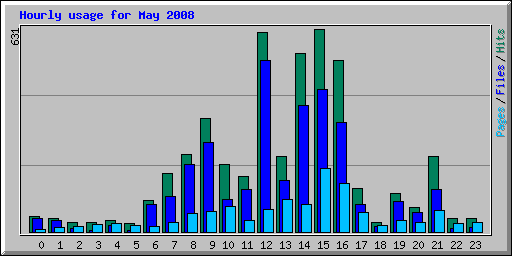 Hourly usage for May 2008
631
Pages / Files / Hits
0 1 2 3 4 5 6 7 8 9 10 11 12 13 14 15 16 17 18 19 20 21 22 23